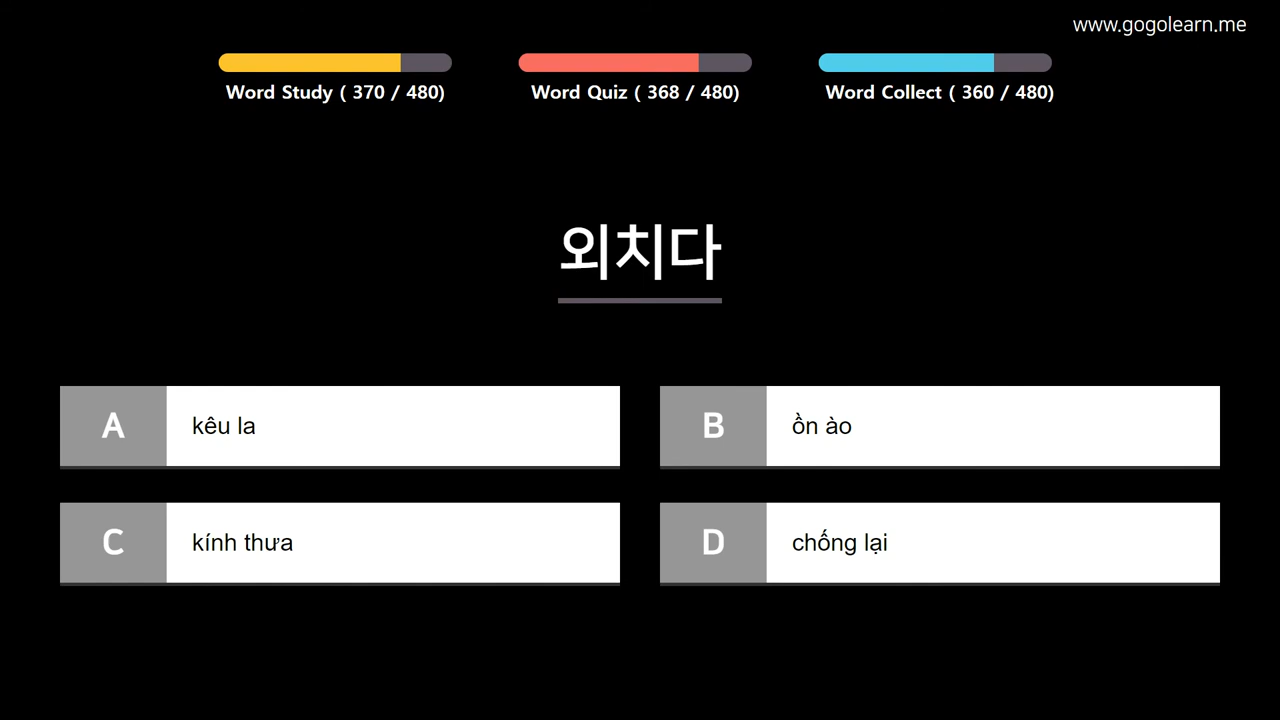 www.gogolearn.me
Word Study ( 370 / 480)
Word Quiz ( 368 / 480)
Word Collect ( 360 / 480)
외치다
A kêu la
B ồn ào
C kính thưa
D chống lại